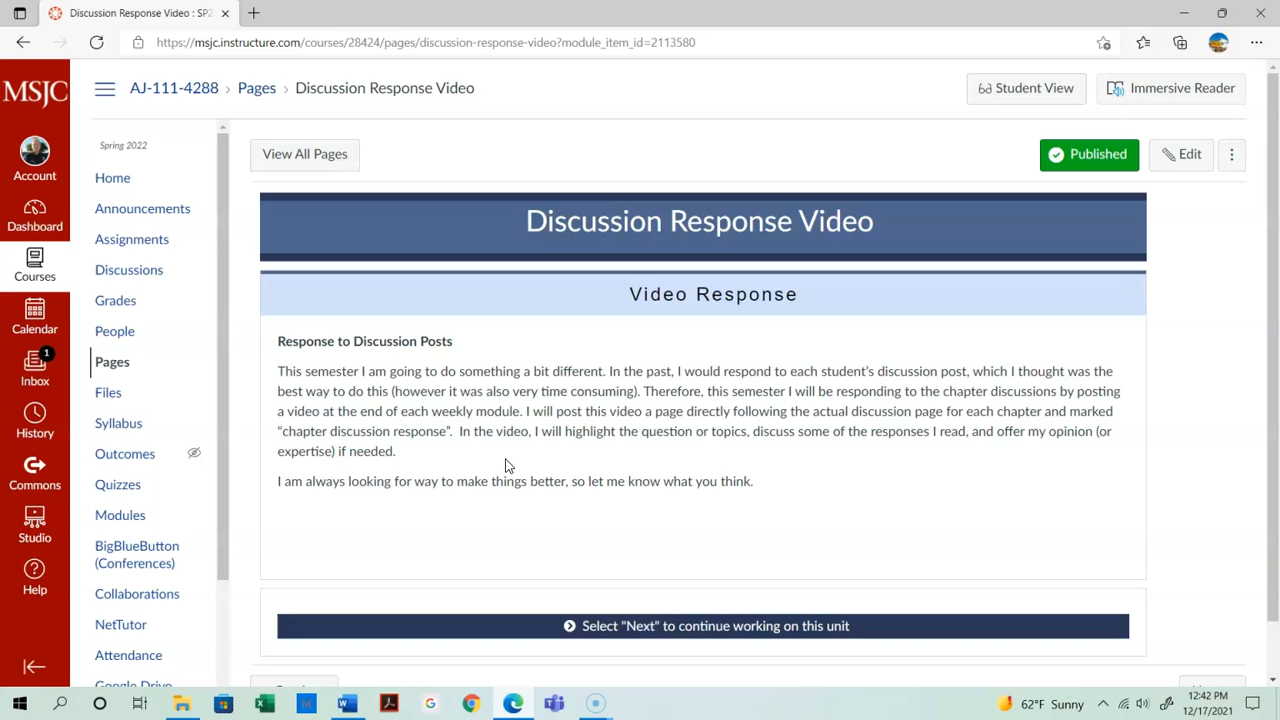 Discussion Response Video : SP2
https://msjc.instructure.com/courses/28424/pages/discussion-response-video?module_item_id=2113580
MSJC
AJ-111-4288 › Pages › Discussion Response Video
Student View
Immersive Reader
Account
Dashboard
Courses
Calendar
1
Inbox
History
Commons
Studio
Help
Spring 2022
Home
Announcements
Assignments
Discussions
Grades
People
Pages
Files
Syllabus
Outcomes
Quizzes
Modules
BigBlueButton
(Conferences)
Collaborations
NetTutor
Attendance
Google Drive
View All Pages
Published
Edit
Discussion Response Video
Video Response
Response to Discussion Posts
This semester I am going to do something a bit different. In the past, I would respond to each student's discussion post, which I thought was the
best way to do this (however it was also very time consuming). Therefore, this semester I will be responding to the chapter discussions by posting
a video at the end of each weekly module. I will post this video a page directly following the actual discussion page for each chapter and marked
“chapter discussion response”. In the video, I will highlight the question or topics, discuss some of the responses I read, and offer my opinion (or
expertise) if needed.
I am always looking for way to make things better, so let me know what you think.
Select "Next" to continue working on this unit
62°F Sunny
12:42 PM
12/17/2021